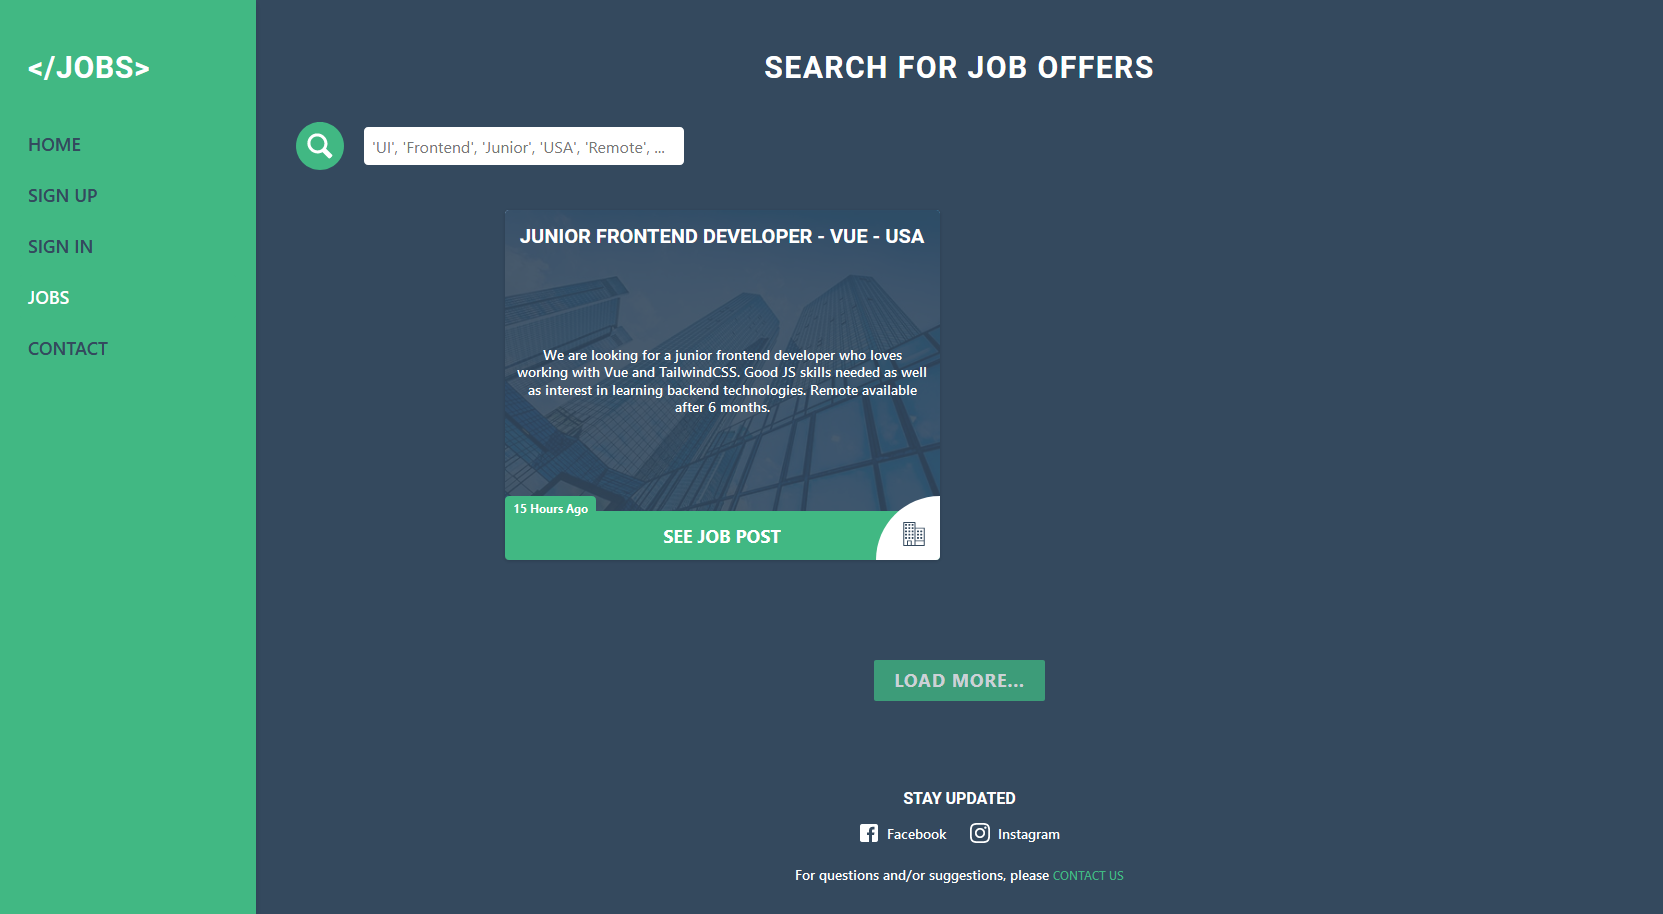 </JOBS>
HOME
SIGN UP
SIGN IN
JOBS
CONTACT
SEARCH FOR JOB OFFERS
'UI', 'Frontend', 'Junior', 'USA', 'Remote', ...
JUNIOR FRONTEND DEVELOPER - VUE - USA
We are looking for a junior frontend developer who loves
working with Vue and TailwindCSS. Good JS skills needed as well
as interest in learning backend technologies. Remote available
after 6 months.
15 Hours Ago
SEE JOB POST
LOAD MORE...
STAY UPDATED
Facebook Instagram
For questions and/or suggestions, please CONTACT US